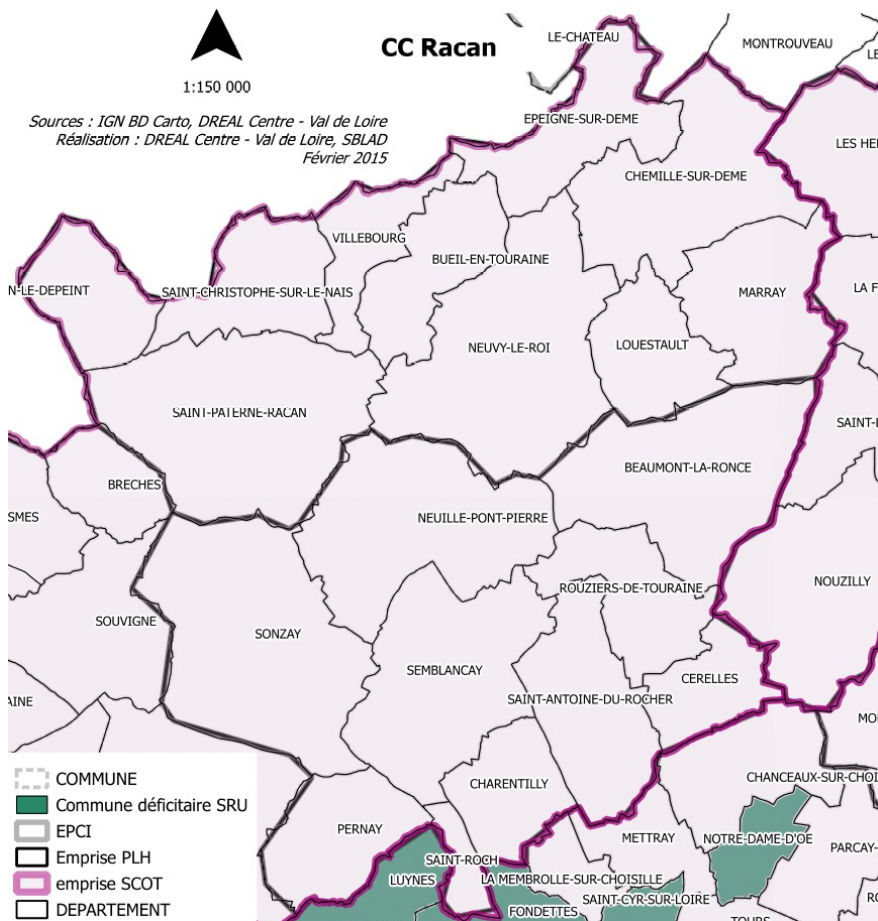 LE-CHATEAU
CC Racan
MONTROUVEAU
LE
1:150 000
Sources : IGN BD Carto, DREAL Centre - Val de Loire
Réalisation : DREAL Centre - Val de Loire, SBLAD
Février 2015
EPEIGNE-SUR-DEME
LES HER
CHEMILLE-SUR-DEME
VILLEBOURG
BUEIL-EN-TOURAINE
N-LE-DEPEINT
SAINT-CHRISTOPHE-SUR-LE-NAIS
MARRAY
LA F
NEUVY-LE-ROI
LOUESTAULT
SAINT-PATERNE-RACAN
SAINT-L
BEAUMONT-LA-RONCE
BRECHES
SMES
NEUILLE-PONT-PIERRE
ROUZIERS-DE-TOURAINE
NOUZILLY
SOUVIGNE
SONZAY
SEMBLANCAY
CERELLES
AINE
SAINT-ANTOINE-DU-ROCHER
MO
COMMUNE
CHARENTILLY
CHANCEAUX-SUR-CHOI
Commune déficitaire SRU
EPCI
PERNAY
METTRAY
NOTRE-DAME-D'OE
PARCAY-
Emprise PLH
SAINT-ROCH
emprise SCOT
LUYNES
LA MEMBROLLE-SUR-CHOISILLE
SAINT-CYR-SUR-LOIRE
RO
DEPARTEMENT
FONDETTES
TOURS